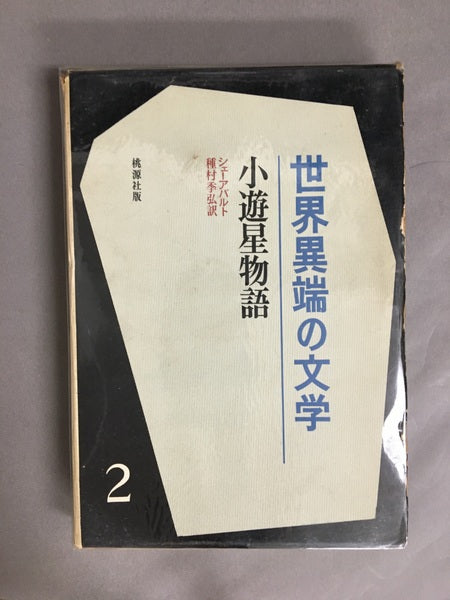 世界異端の文学
小遊星物語
シェーアバルト
種村季弘訳
桃源社版
2